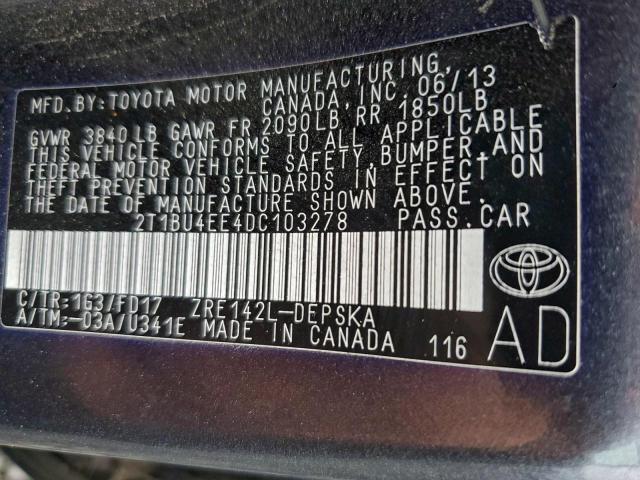 MFD.BY:TOYOTA MOTOR MANUFACTURING,
CANADA, INC. 06/13
GVWR 3840LB GAWR FR 2090LB RR 1850LB
THIS VEHICLE CONFORMS TO ALL APPLICABLE
FEDERAL MOTOR VEHICLE SAFETY, BUMPER, AND
THEFT PREVENTION STANDARDS IN EFFECT ON
THE DATE OF MANUFACTURE SHOWN ABOVE.
2T1BU4EE4DC103278 PASS.CAR
C/TR:163/FD17 ZRE142L-DEPSKA
A/TM:-03A/U341E MADE IN CANADA 116 AD